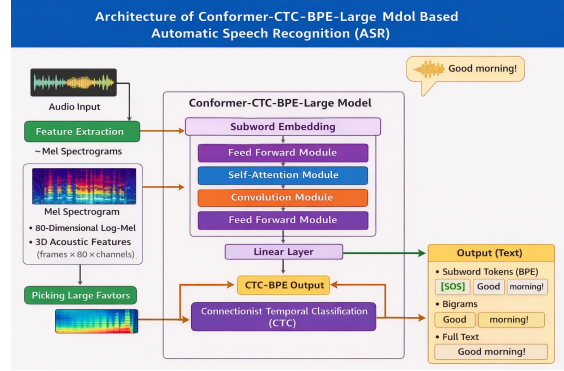 Architecture of Conformer-CTC-BPE-Large Mdol Based
Automatic Speech Recognition (ASR)
Good morning!
Audio Input
Feature Extraction
~Mel Spectrograms
Mel Spectrogram
• 80-Dimensional Log-Mel
• 3D Acoustic Features
(frames × 80 × channels)
Picking Large Favtors
Conformer-CTC-BPE-Large Model
Subword Embedding
Feed Forward Module
Self-Attention Module
Convolution Module
Feed Forward Module
Linear Layer
CTC-BPE Output
Connectionist Temporal Classification
(CTC)
Output (Text)
• Subword Tokens (BPE)
[SOS] Good morning!
• Bigrams
Good morning!
• Full Text
Good morning!